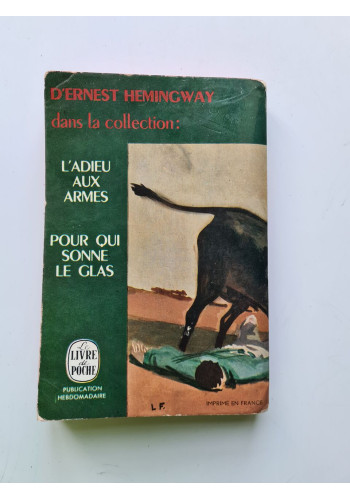 D'ERNEST HEMINGWAY
dans la collection:
L'ADIEU
AUX
ARMES
POUR QUI
SONNE
LE GLAS
Le
LIVRE
de
POCHE
PUBLICATION
HEBDOMADAIRE
L F.
IMPRIMÉ EN FRANCE